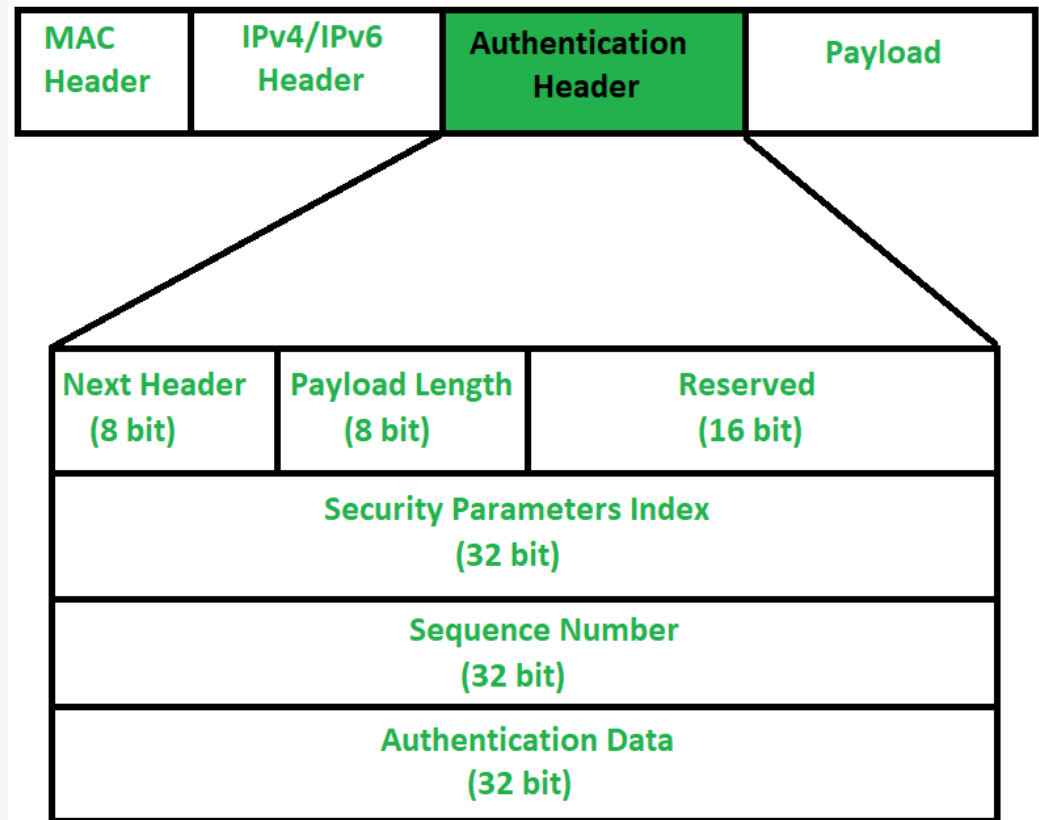 MAC
Header
IPv4/IPv6
Header
Authentication
Header
Payload
Next Header
(8 bit)
Payload Length
(8 bit)
Reserved
(16 bit)
Security Parameters Index
(32 bit)
Sequence Number
(32 bit)
Authentication Data
(32 bit)